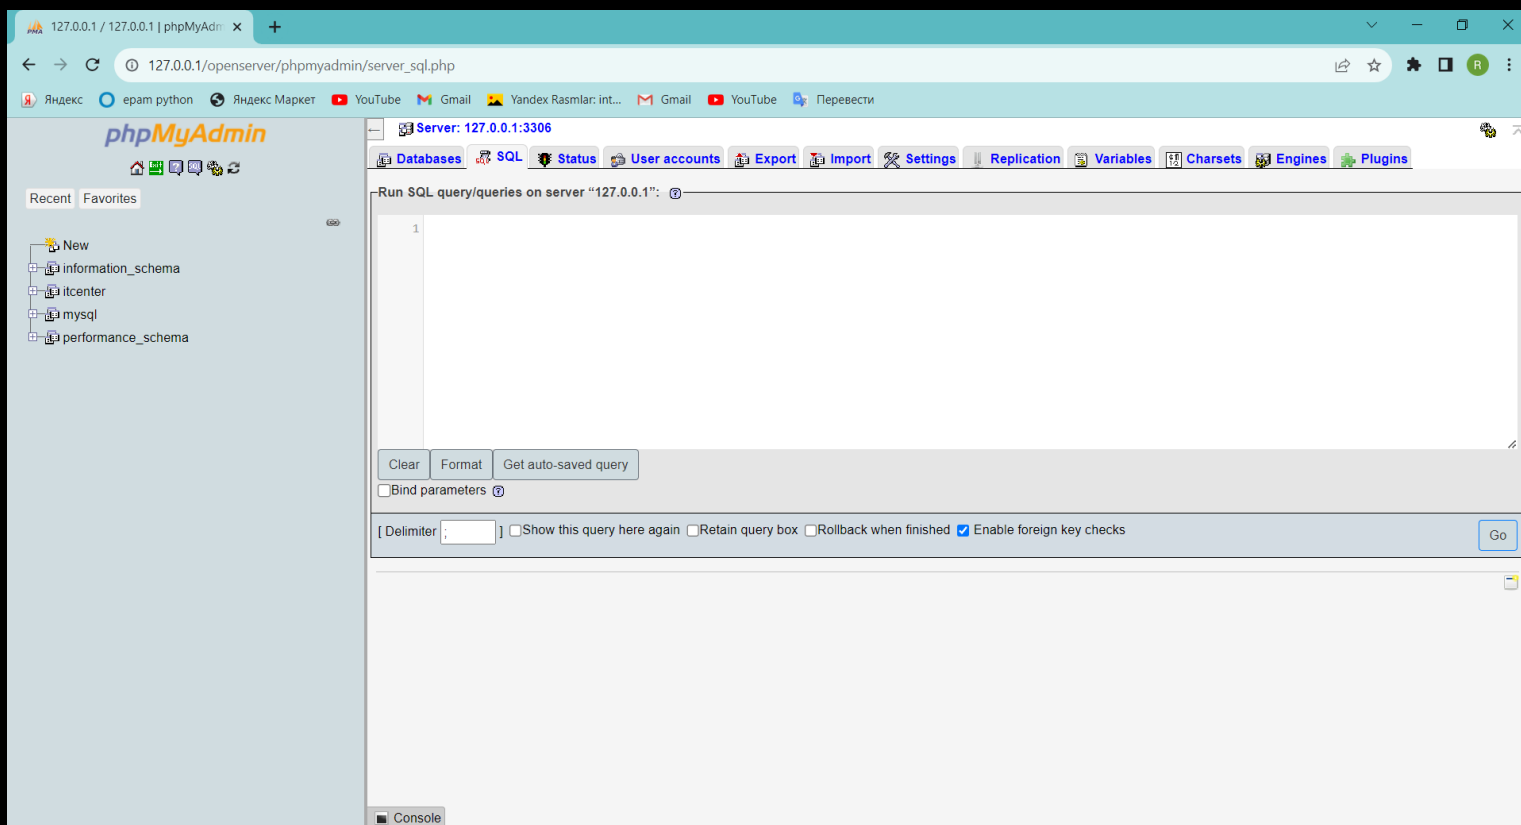 127.0.0.1 / 127.0.0.1 | phpMyAdm
127.0.0.1/openserver/phpmyadmin/server_sql.php
R
Яндекс epam python Яндекс Маркет YouTube Gmail Yandex Rasmlar: int... Gmail YouTube Перевести
phpMyAdmin
Recent Favorites
New
information_schema
itcenter
mysql
performance_schema
Server: 127.0.0.1:3306
Databases SQL Status User accounts Export Import Settings Replication Variables Charsets Engines Plugins
Run SQL query/queries on server “127.0.0.1”:
1
Clear Format Get auto-saved query
Bind parameters
[ Delimiter ; ] Show this query here again Retain query box Rollback when finished Enable foreign key checks Go
Console